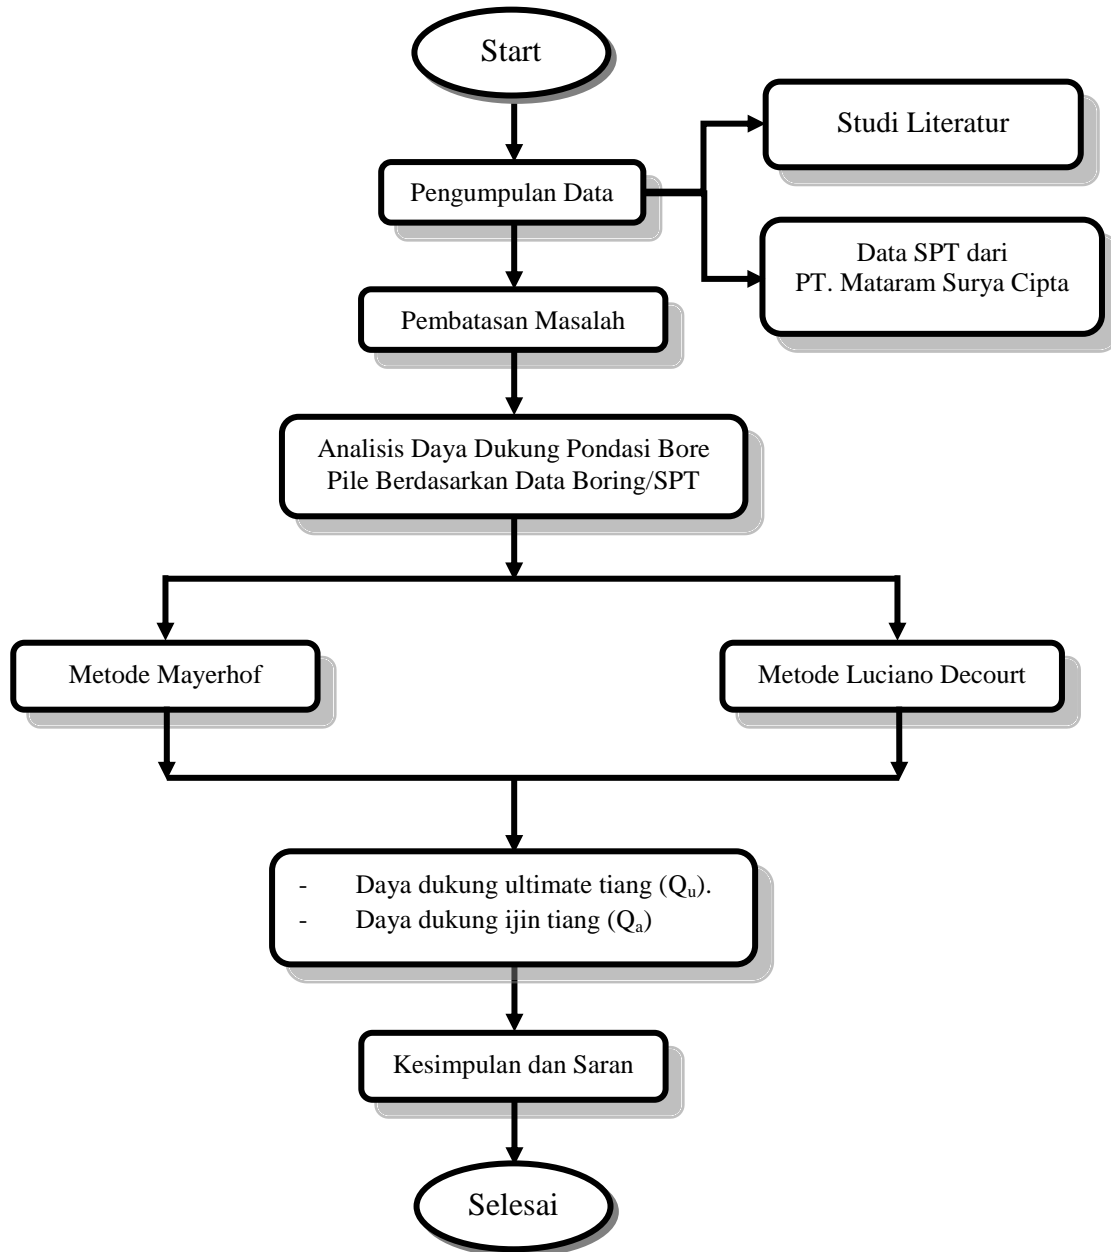 Start
Pengumpulan Data
Studi Literatur
Data SPT dari
PT. Mataram Surya Cipta
Pembatasan Masalah
Analisis Daya Dukung Pondasi Bore
Pile Berdasarkan Data Boring/SPT
Metode Mayerhof
Metode Luciano Decourt
- Daya dukung ultimate tiang (Qu).
- Daya dukung ijin tiang (Qa)
Kesimpulan dan Saran
Selesai